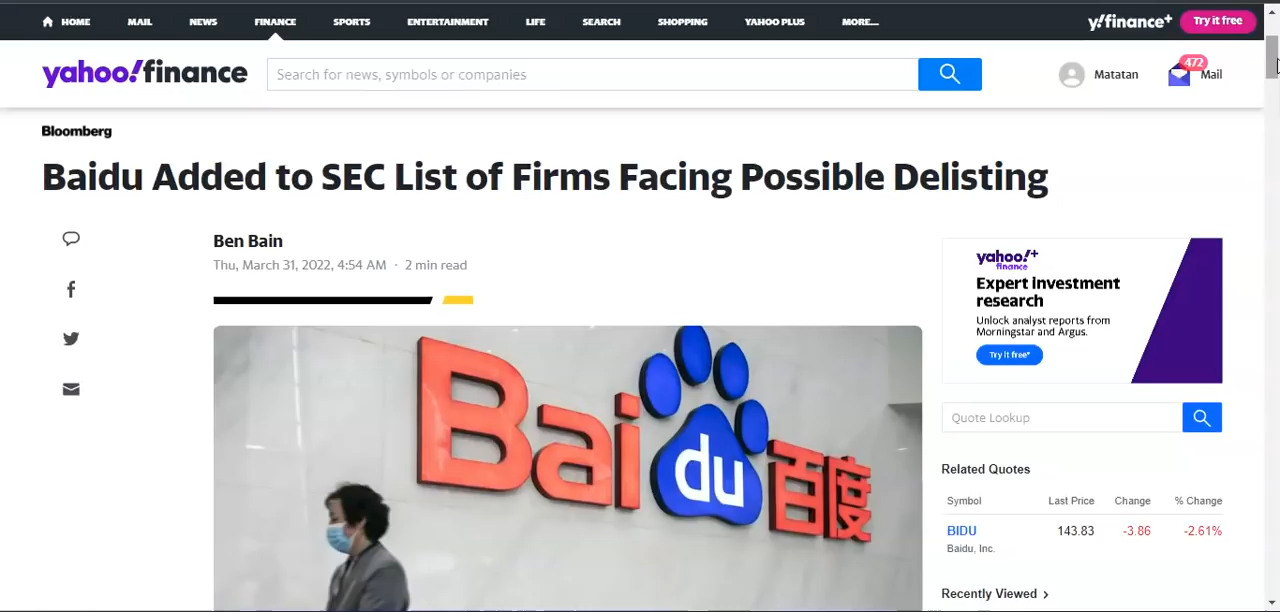 HOME MAIL NEWS FINANCE SPORTS ENTERTAINMENT LIFE SEARCH SHOPPING YAHOO PLUS MORE... y!finance+ Try it free
yahoo!finance Search for news, symbols or companies Matatan 472 Mail
Bloomberg
Baidu Added to SEC List of Firms Facing Possible Delisting
Ben Bain
Thu, March 31, 2022, 4:54 AM · 2 min read
Bai du 百度
yahoo!+
finance
Expert investment
research
Unlock analyst reports from
Morningstar and Argus.
Try it free*
Quote Lookup
Related Quotes
Symbol Last Price Change % Change
BIDU 143.83 -3.86 -2.61%
Baidu, Inc.
Recently Viewed >